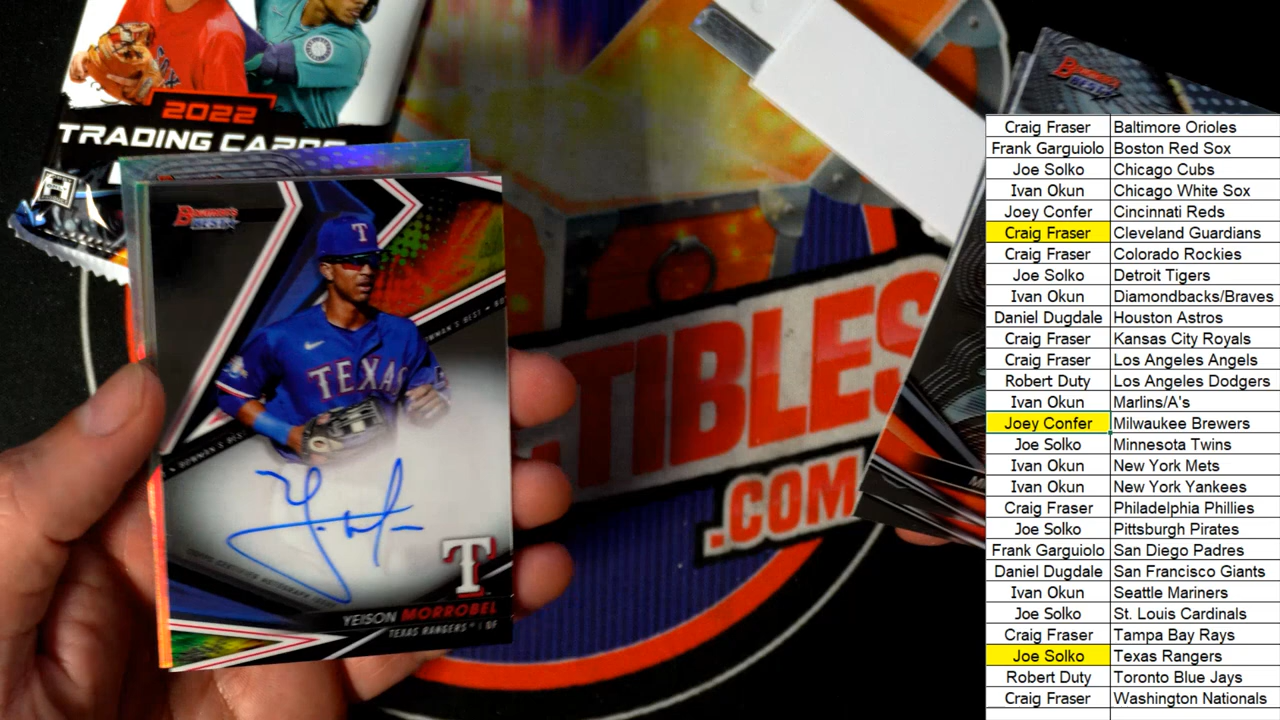 2022
TRADING CARDS
BOWMAN'S
BEST
T
TEXAS
T
YEISON MORROBEL
TEXAS RANGERS™ | OF
TIBLES
.COM
BOWMAN'S
BEST
Craig Fraser Baltimore Orioles
Frank Garguiolo Boston Red Sox
Joe Solko Chicago Cubs
Ivan Okun Chicago White Sox
Joey Confer Cincinnati Reds
Craig Fraser Cleveland Guardians
Craig Fraser Colorado Rockies
Joe Solko Detroit Tigers
Ivan Okun Diamondbacks/Braves
Daniel Dugdale Houston Astros
Craig Fraser Kansas City Royals
Craig Fraser Los Angeles Angels
Robert Duty Los Angeles Dodgers
Ivan Okun Marlins/A's
Joey Confer Milwaukee Brewers
Joe Solko Minnesota Twins
Ivan Okun New York Mets
Ivan Okun New York Yankees
Craig Fraser Philadelphia Phillies
Joe Solko Pittsburgh Pirates
Frank Garguiolo San Diego Padres
Daniel Dugdale San Francisco Giants
Ivan Okun Seattle Mariners
Joe Solko St. Louis Cardinals
Craig Fraser Tampa Bay Rays
Joe Solko Texas Rangers
Robert Duty Toronto Blue Jays
Craig Fraser Washington Nationals